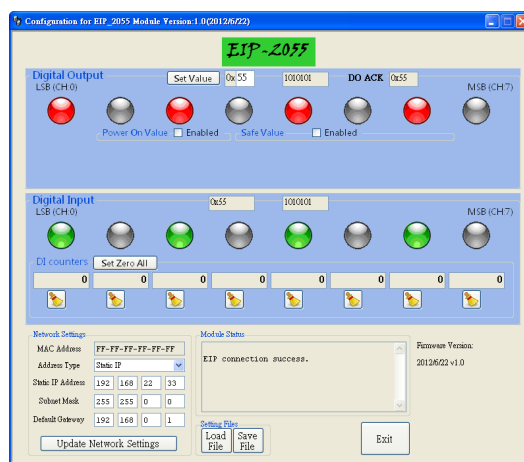 Configuration for EIP_2055 Module Version:1.0(2012/6/22)
EIP-2055
Digital Output
Set Value 0x 55 1010101 DO ACK 0x55
LSB (CH:0) MSB (CH:7)
Power On Value Enabled Safe Value Enabled
Digital Input
0x55 1010101
LSB (CH:0) MSB (CH:7)
DI counters Set Zero All
0 0 0 0 0 0 0 0
Network Settings
MAC Address FF-FF-FF-FF-FF-FF
Address Type Static IP
Static IP Address 192 168 22 33
Subnet Mask 255 255 0 0
Default Gateway 192 168 0 1
Update Network Settings
Module Status
EIP connection success.
Setting Files
Load File
Save File
Firmware Version:
2012/6/22 v1.0
Exit